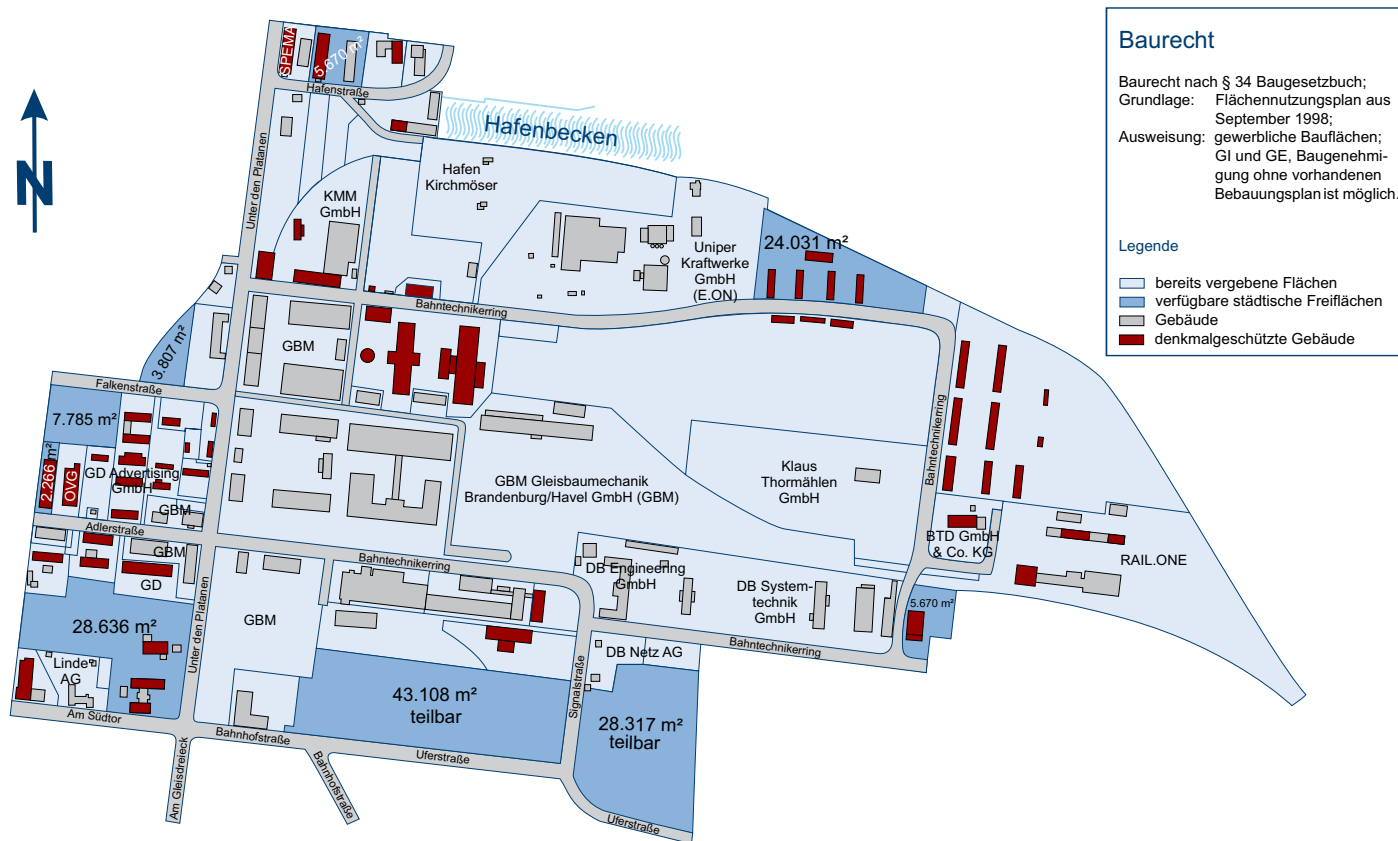 Baurecht
Baurecht nach § 34 Baugesetzbuch;
Grundlage: Flächennutzungsplan aus
September 1998;
Ausweisung: gewerbliche Bauflächen;
GI und GE, Baugenehmi-
gung ohne vorhandenen
Bebauungsplan ist möglich.
Legende
bereits vergebene Flächen
verfügbare städtische Freiflächen
Gebäude
denkmalgeschützte Gebäude
N
SPEMA
5.670 m²
Hafenstraße
Hafenbecken
Unter den Platanen
Hafen
Kirchmöser
KMM
GmbH
Uniper
Kraftwerke
GmbH
(E.ON)
24.031 m²
Bahntechnikerring
GBM
3.807 m²
Falkenstraße
7.785 m²
2.266 m²
OVG
GD Advertising
GmbH
GBM
Adlerstraße
GBM
GD
GBM Gleisbaumechanik
Brandenburg/Havel GmbH (GBM)
Klaus
Thormählen
GmbH
Bahntechnikerring
BTD GmbH
& Co. KG
RAIL.ONE
Bahntechnikerring
DB Engineering
GmbH
DB System-
technik
GmbH
5.670 m²
28.636 m²
Unter den Platanen
GBM
DB Netz AG
Bahntechnikerring
Linde
AG
43.108 m²
teilbar
Signalstraße
28.317 m²
teilbar
Am Südtor
Bahnhofstraße
Uferstraße
Am Gleisdreieck
Bahnhofstraße
Uferstraße